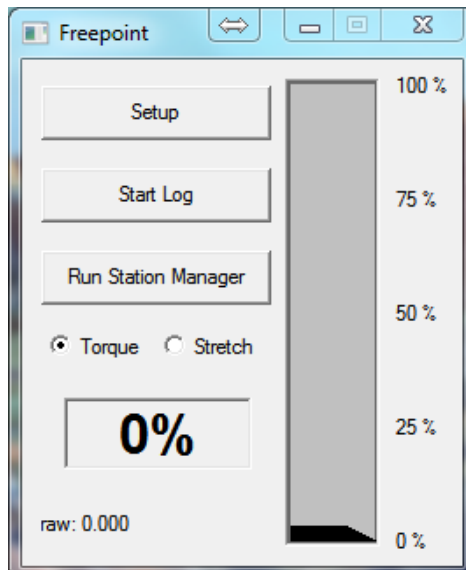 Freepoint
Setup
Start Log
Run Station Manager
Torque Stretch
0%
raw: 0.000
100 %
75 %
50 %
25 %
0 %